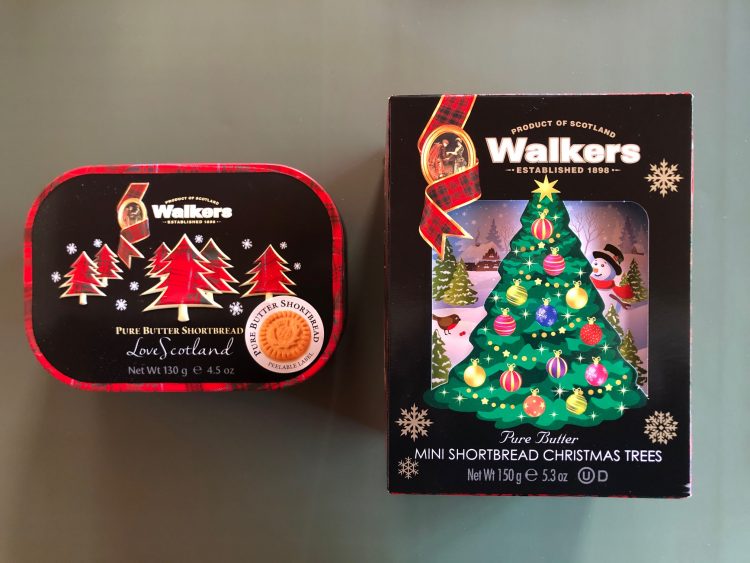 PRODUCT OF SCOTLAND
Walkers
ESTABLISHED 1898
PURE BUTTER SHORTBREAD
Love Scotland
Net Wt 130 g ℮ 4.5 oz
PURE BUTTER SHORTBREAD
PEELABLE LABEL
PRODUCT OF SCOTLAND
Walkers
ESTABLISHED 1898
Pure Butter
MINI SHORTBREAD CHRISTMAS TREES
Net Wt 150 g ℮ 5.3 oz Ⓤ D